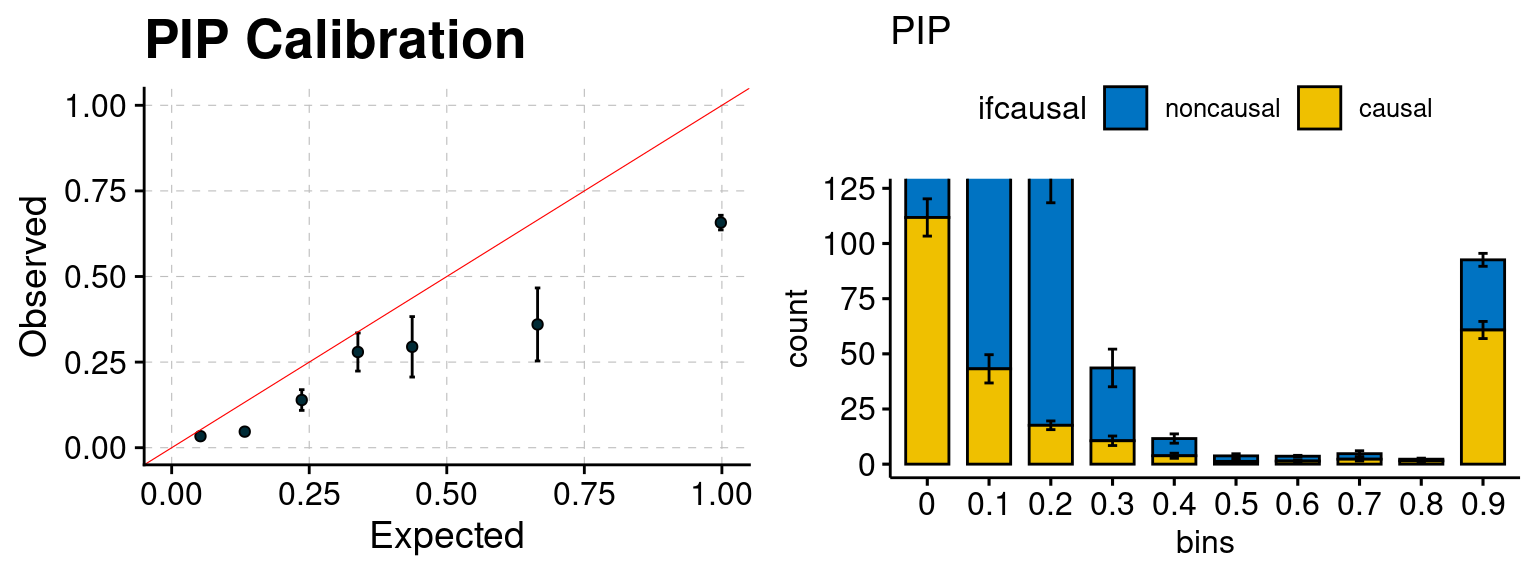 PIP Calibration
1.00
0.75
0.50
0.25
0.00
Observed
0.00 0.25 0.50 0.75 1.00
Expected
PIP
ifcausal noncausal causal
125
100
75
50
25
0
count
0 0.1 0.2 0.3 0.4 0.5 0.6 0.7 0.8 0.9
bins